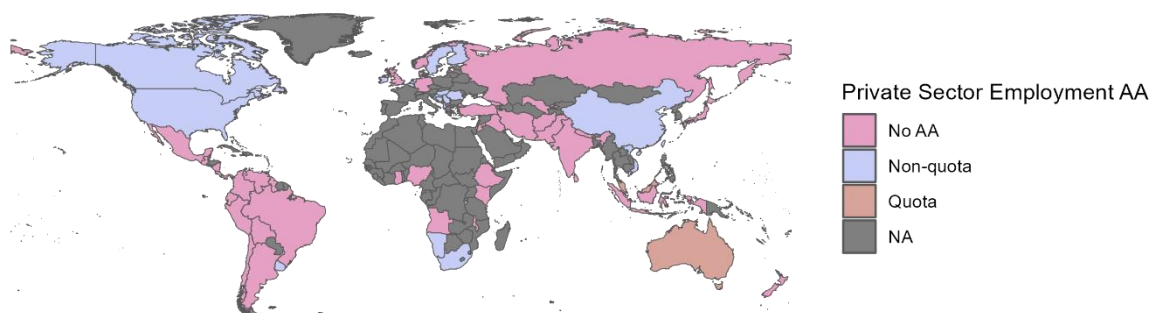 Private Sector Employment AA
No AA
Non-quota
Quota
NA